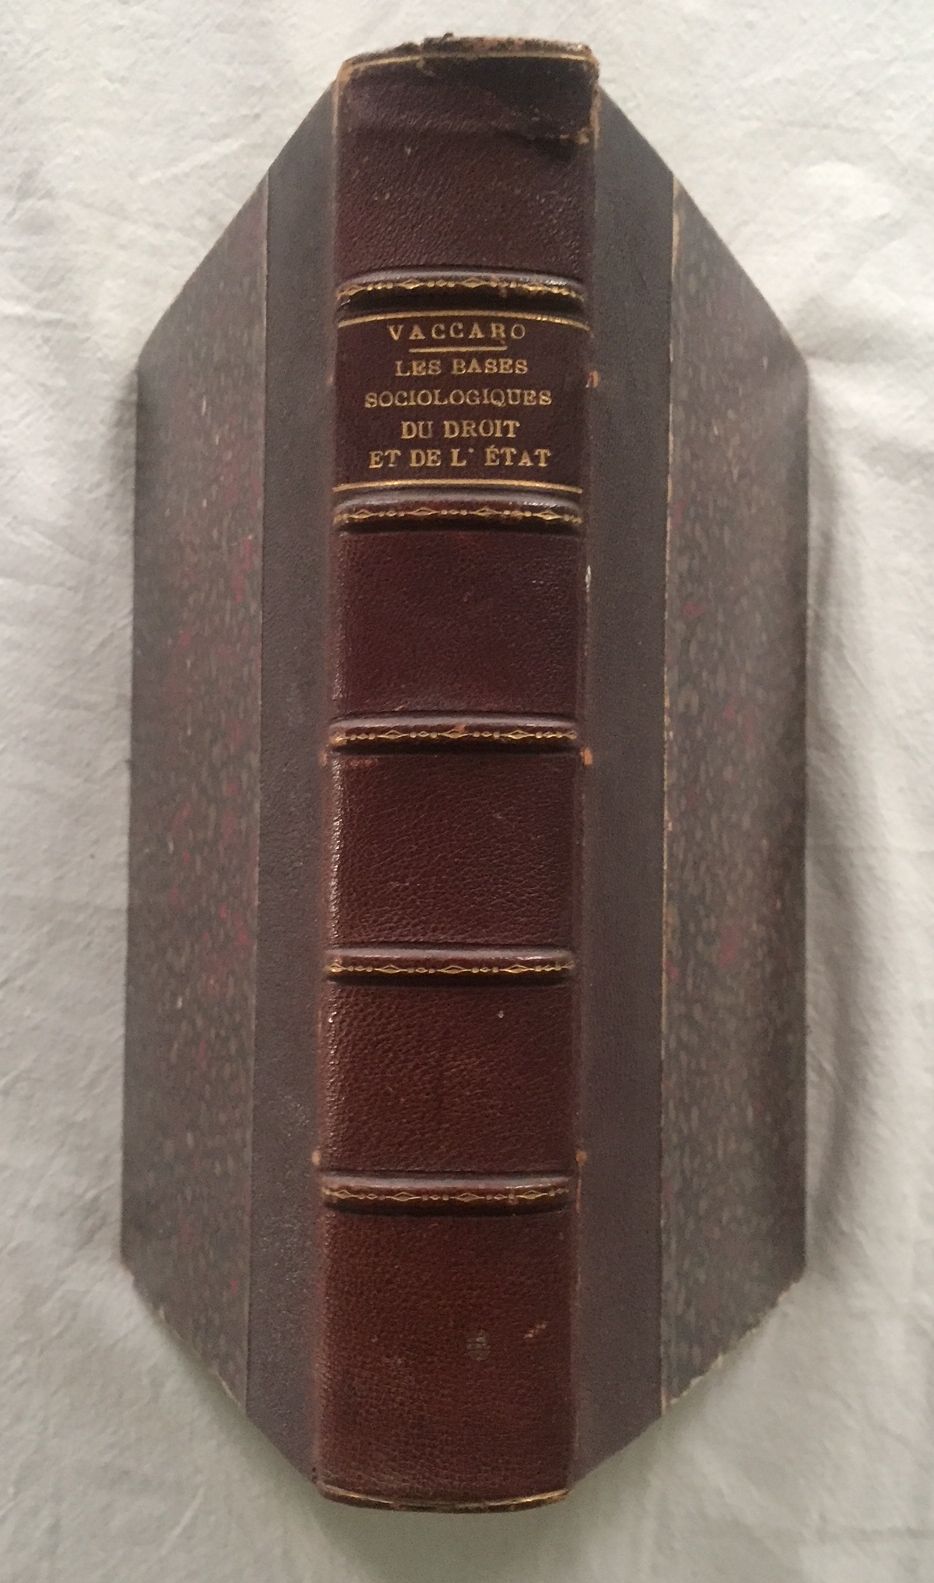 VACCARO
LES BASES
SOCIOLOGIQUES
DU DROIT
ET DE L' ÉTAT